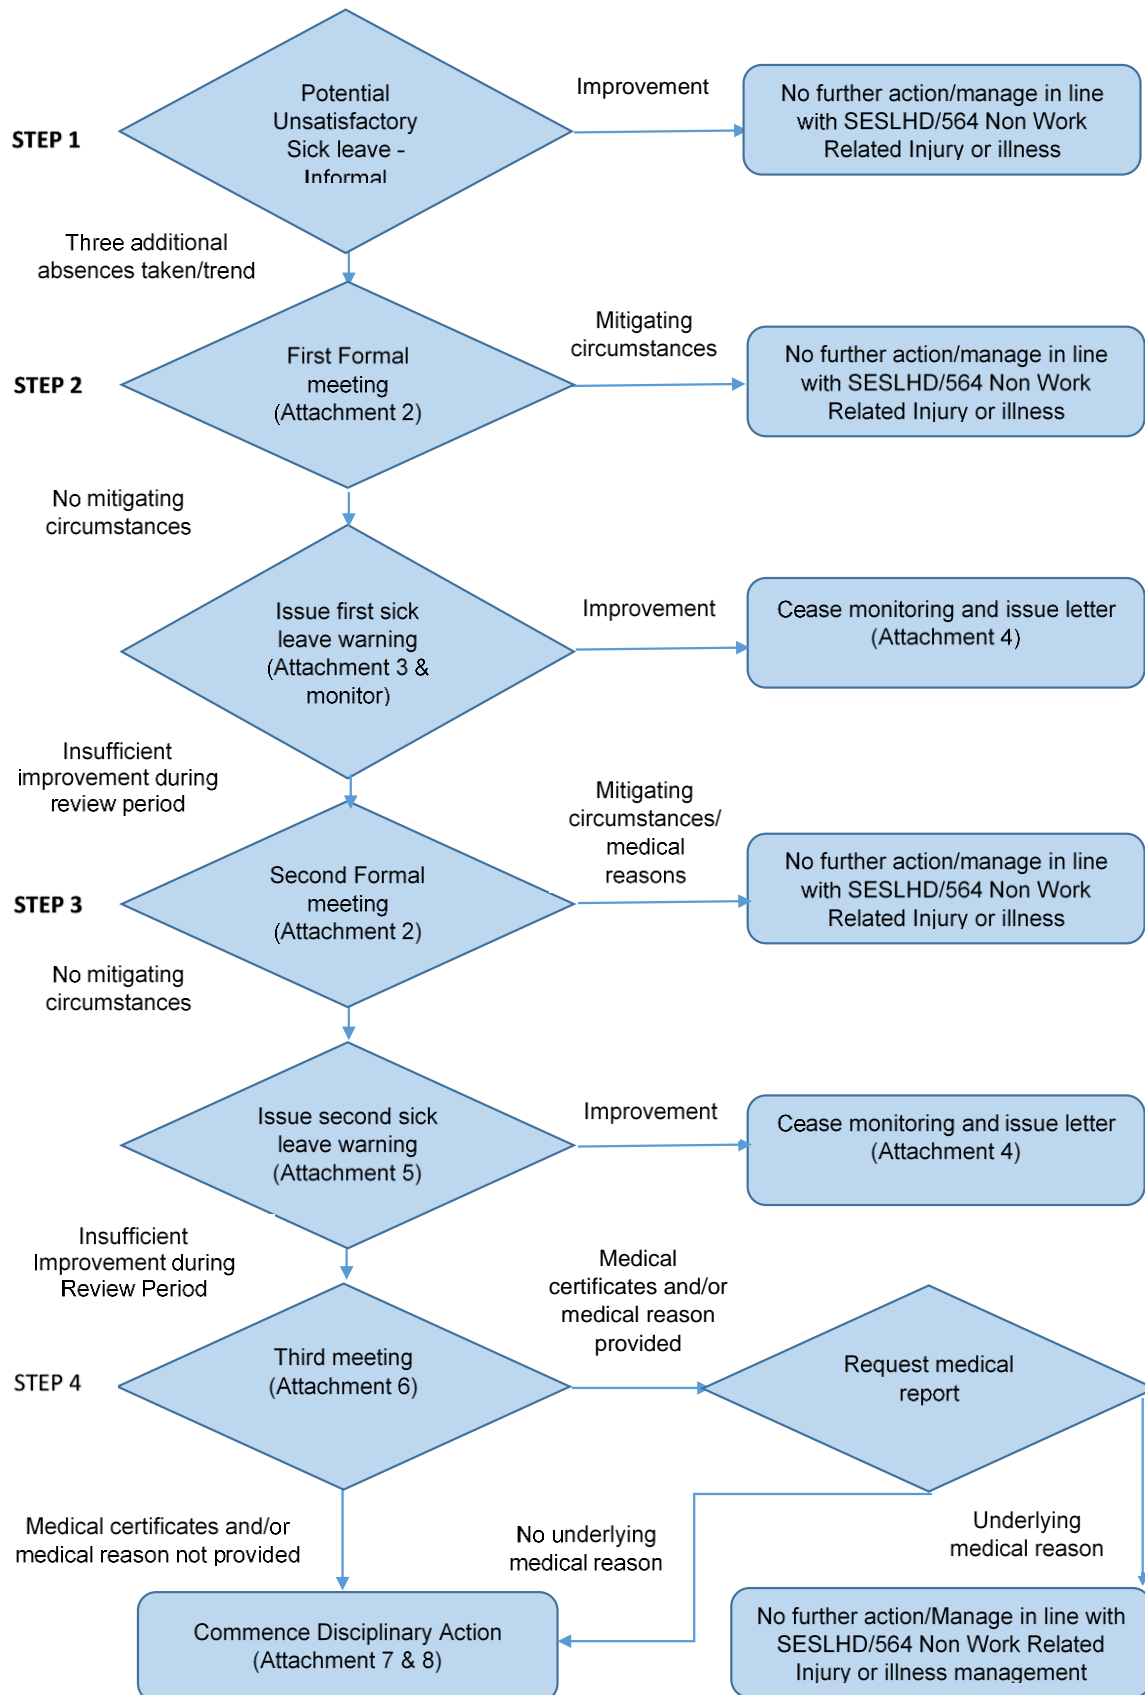 STEP 1
Potential
Unsatisfactory
Sick leave -
Informal
Improvement
No further action/manage in line
with SESLHD/564 Non Work
Related Injury or illness
Three additional
absences taken/trend
STEP 2
First Formal
meeting
(Attachment 2)
Mitigating
circumstances
No further action/manage in line
with SESLHD/564 Non Work
Related Injury or illness
No mitigating
circumstances
Issue first sick
leave warning
(Attachment 3 &
monitor)
Improvement
Cease monitoring and issue letter
(Attachment 4)
Insufficient
improvement during
review period
STEP 3
Second Formal
meeting
(Attachment 2)
Mitigating
circumstances/
medical
reasons
No further action/manage in line
with SESLHD/564 Non Work
Related Injury or illness
No mitigating
circumstances
Issue second sick
leave warning
(Attachment 5)
Improvement
Cease monitoring and issue letter
(Attachment 4)
Insufficient
Improvement during
Review Period
STEP 4
Third meeting
(Attachment 6)
Medical
certificates and/or
medical reason
provided
Request medical
report
Medical certificates and/or
medical reason not provided
No underlying
medical reason
Underlying
medical reason
Commence Disciplinary Action
(Attachment 7 & 8)
No further action/Manage in line with
SESLHD/564 Non Work Related
Injury or illness management